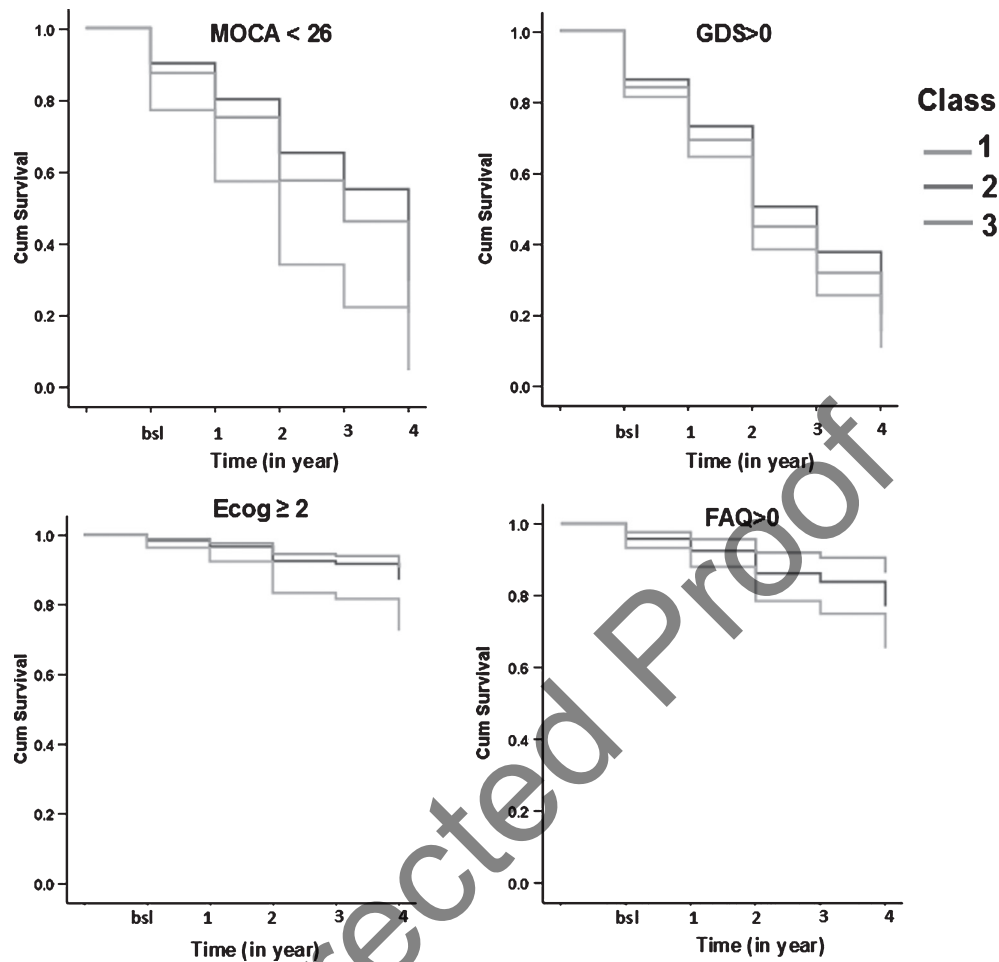 MOCA < 26
1.0
0.8
0.6
0.4
0.2
0.0
Cum Survival
bsl 1 2 3 4
Time (in year)
GDS>0
1.0
0.8
0.6
0.4
0.2
0.0
Cum Survival
bsl 1 2 3 4
Time (in year)
Class
1
2
3
Ecog ≥ 2
1.0
0.8
0.6
0.4
0.2
0.0
Cum Survival
bsl 1 2 3 4
Time (in year)
FAQ>0
1.0
0.8
0.6
0.4
0.2
0.0
Cum Survival
bsl 1 2 3 4
Time (in year)
rected Proof